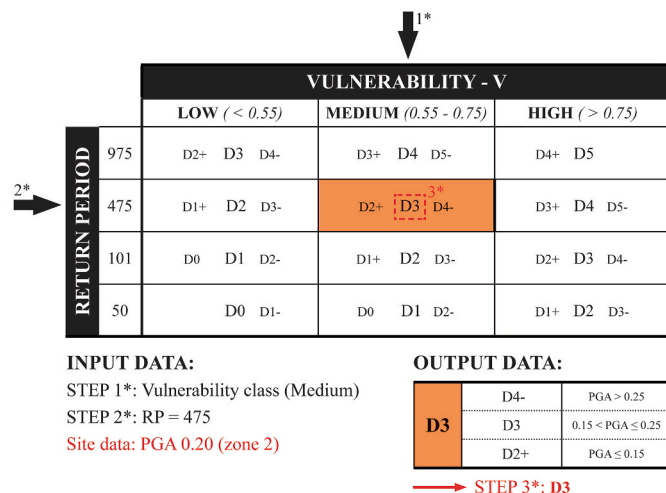 1*
VULNERABILITY - V
LOW ( < 0.55) MEDIUM (0.55 - 0.75) HIGH ( > 0.75)
RETURN PERIOD
975 D2+ D3 D4- D3+ D4 D5- D4+ D5
2*
3*
475 D1+ D2 D3- D2+ D3 D4- D3+ D4 D5-
101 D0 D1 D2- D1+ D2 D3- D2+ D3 D4-
50 D0 D1- D0 D1 D2- D1+ D2 D3-
INPUT DATA:
STEP 1*: Vulnerability class (Medium)
STEP 2*: RP = 475
Site data: PGA 0.20 (zone 2)
OUTPUT DATA:
D3
D4- PGA > 0.25
D3 0.15 < PGA ≤ 0.25
D2+ PGA ≤ 0.15
STEP 3*: D3